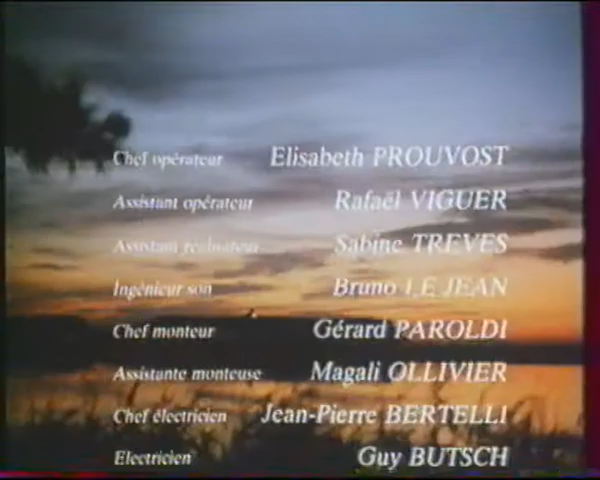 Chef opérateur Elisabeth PROUVOST
Assistant opérateur Rafaël VIGUER
Assistant réalisateur Sabine TREVES
Ingénieur son Bruno LE JEAN
Chef monteur Gérard PAROLDI
Assistante monteuse Magali OLLIVIER
Chef électricien Jean-Pierre BERTELLI
Electricien Guy BUTSCH